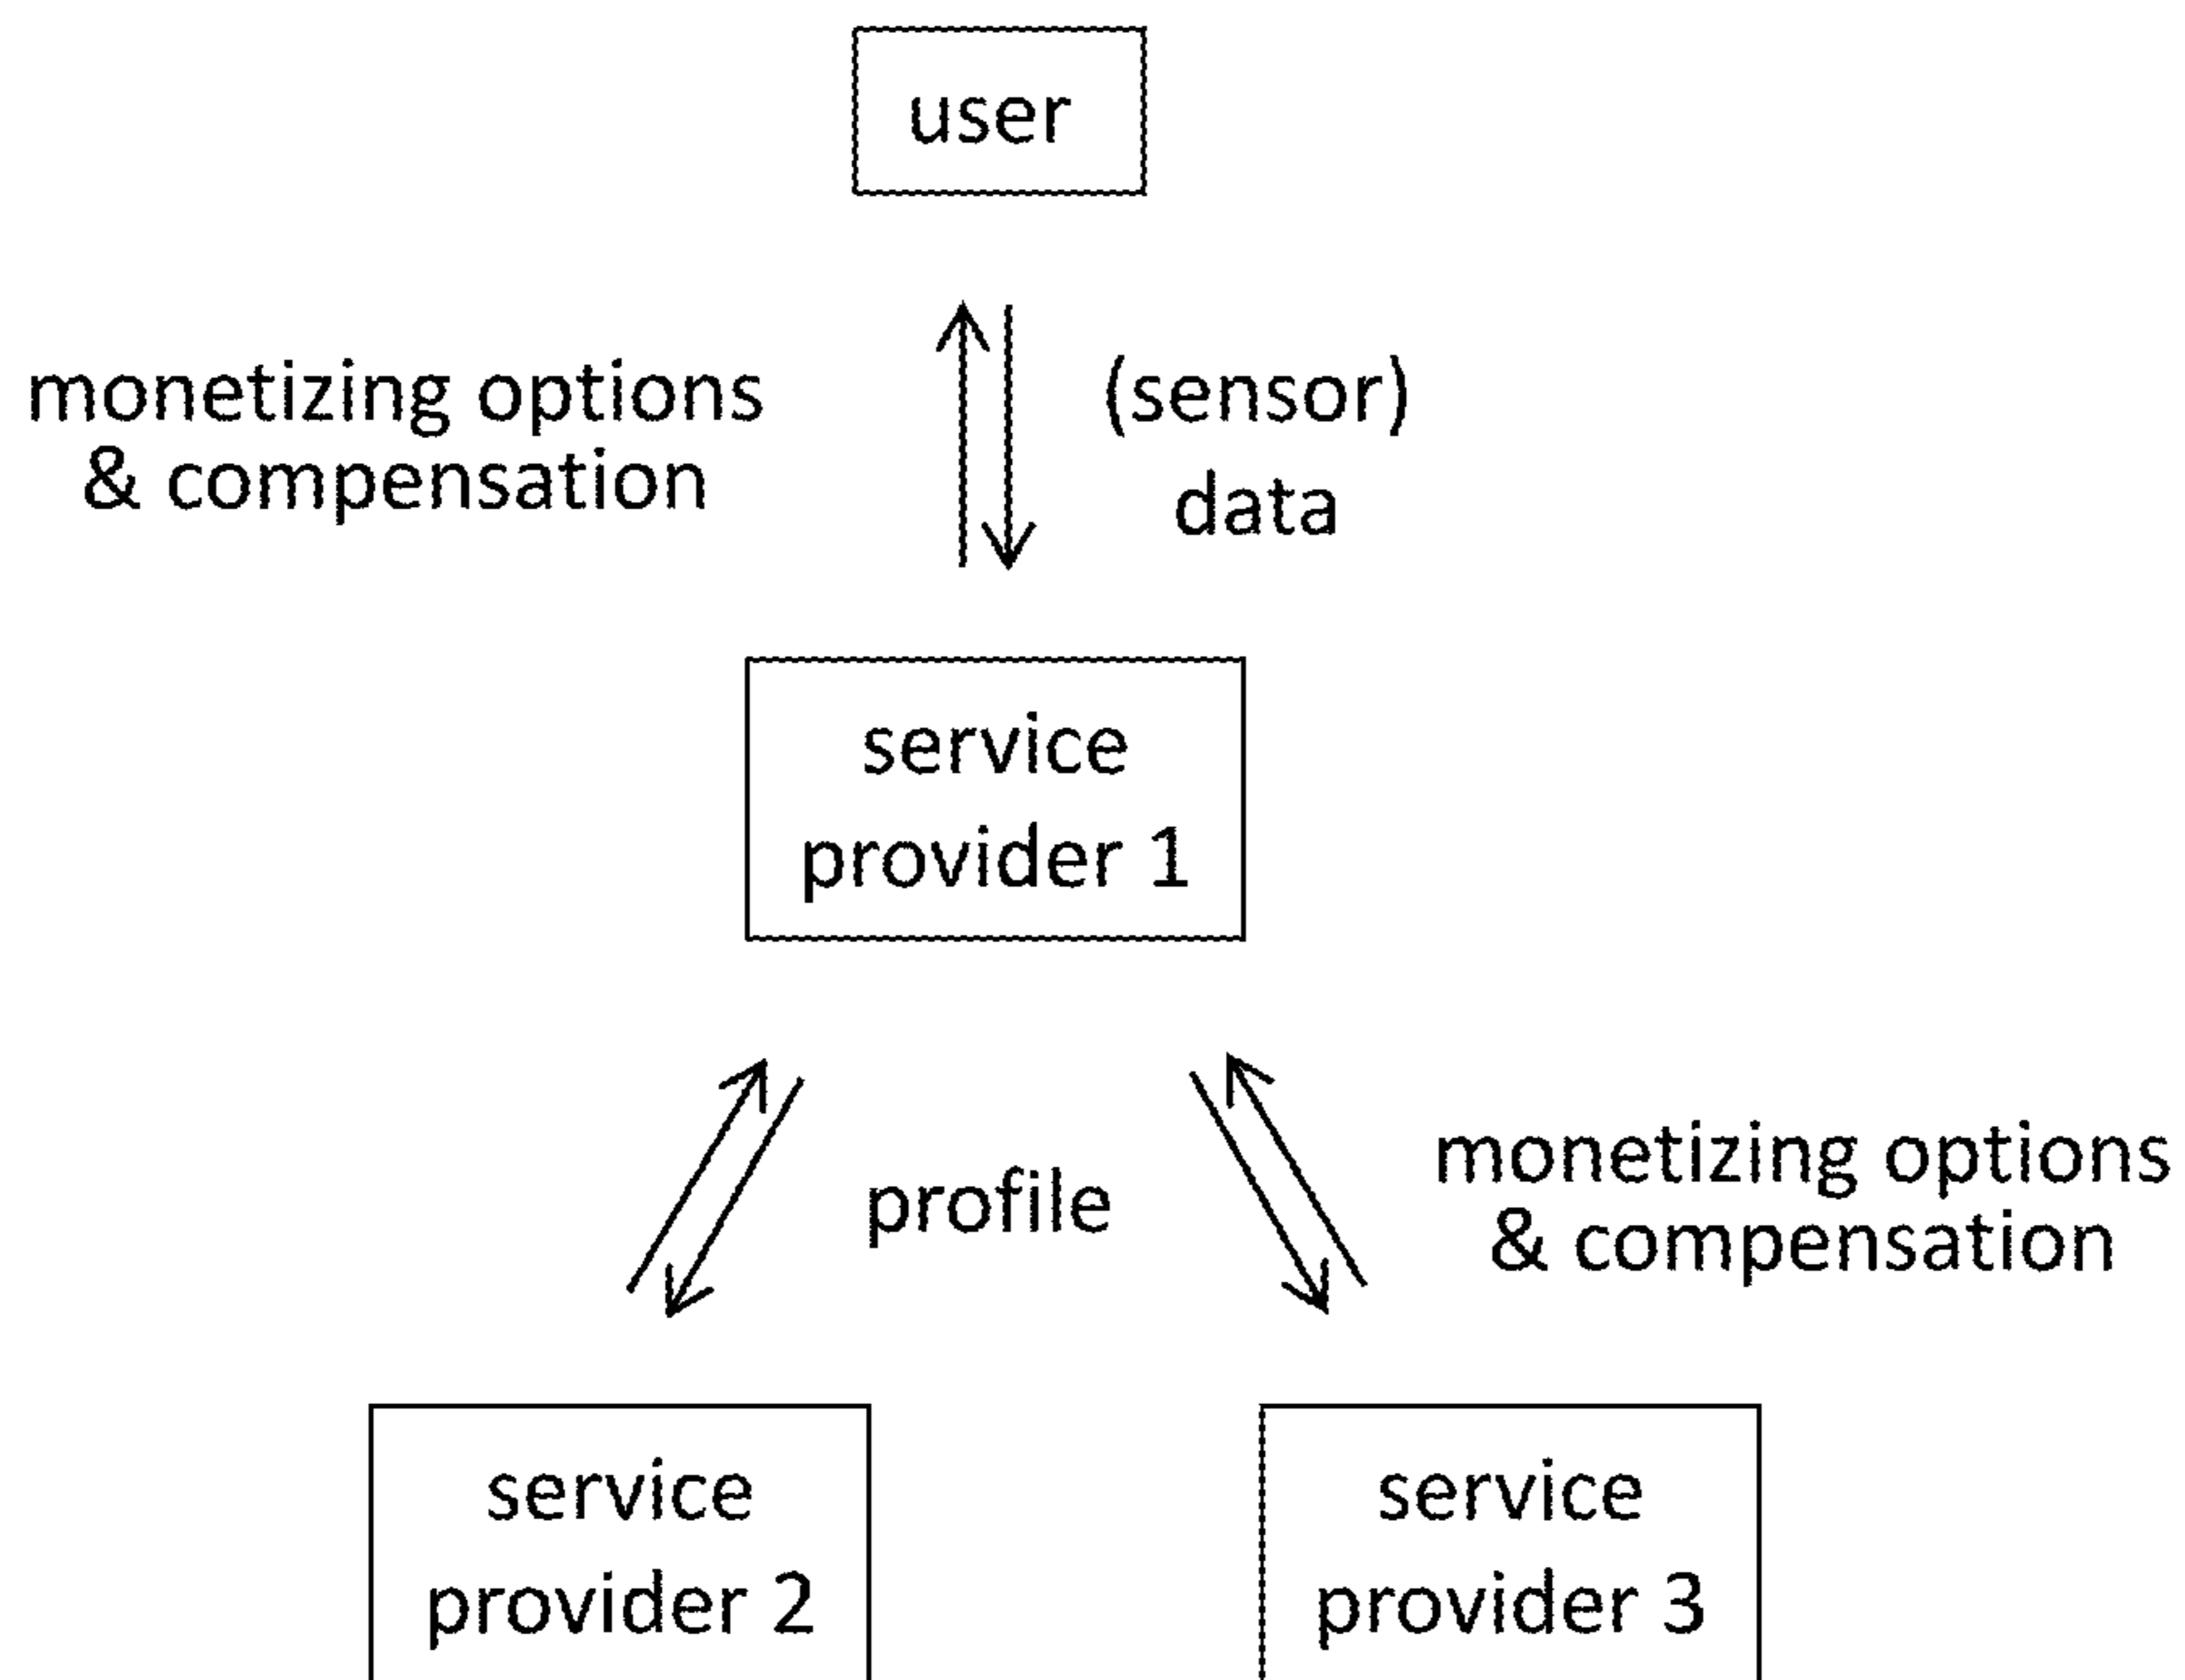 user
monetizing options
& compensation
(sensor)
data
service
provider 1
profile
monetizing options
& compensation
service
provider 2
service
provider 3